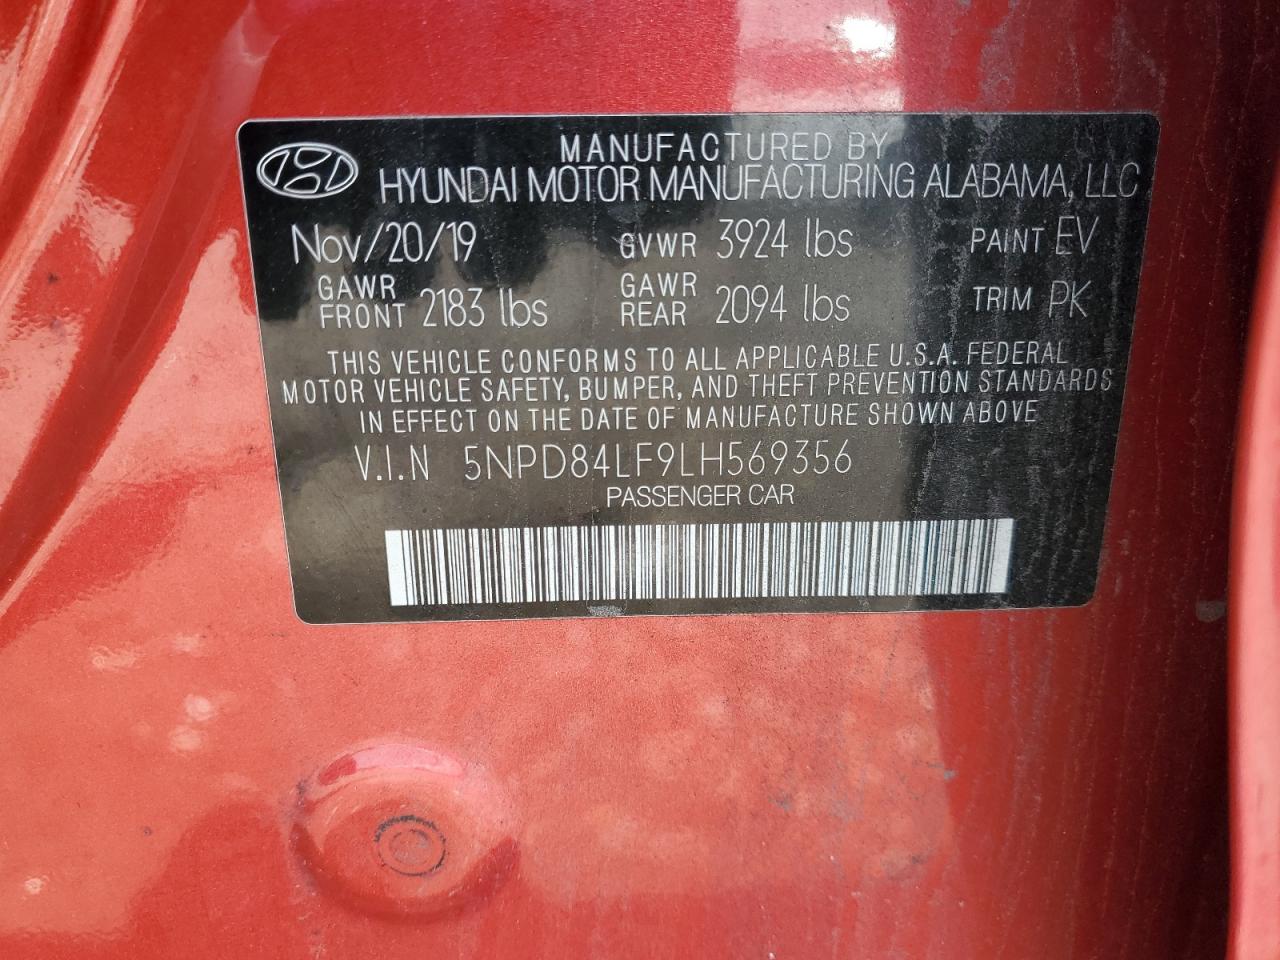 MANUFACTURED BY
HYUNDAI MOTOR MANUFACTURING ALABAMA, LLC
Nov/20/19 GVWR 3924 lbs PAINT EV
GAWR FRONT 2183 lbs GAWR REAR 2094 lbs TRIM PK
THIS VEHICLE CONFORMS TO ALL APPLICABLE U.S.A. FEDERAL
MOTOR VEHICLE SAFETY, BUMPER, AND THEFT PREVENTION STANDARDS
IN EFFECT ON THE DATE OF MANUFACTURE SHOWN ABOVE
V.I.N 5NPD84LF9LH569356
PASSENGER CAR